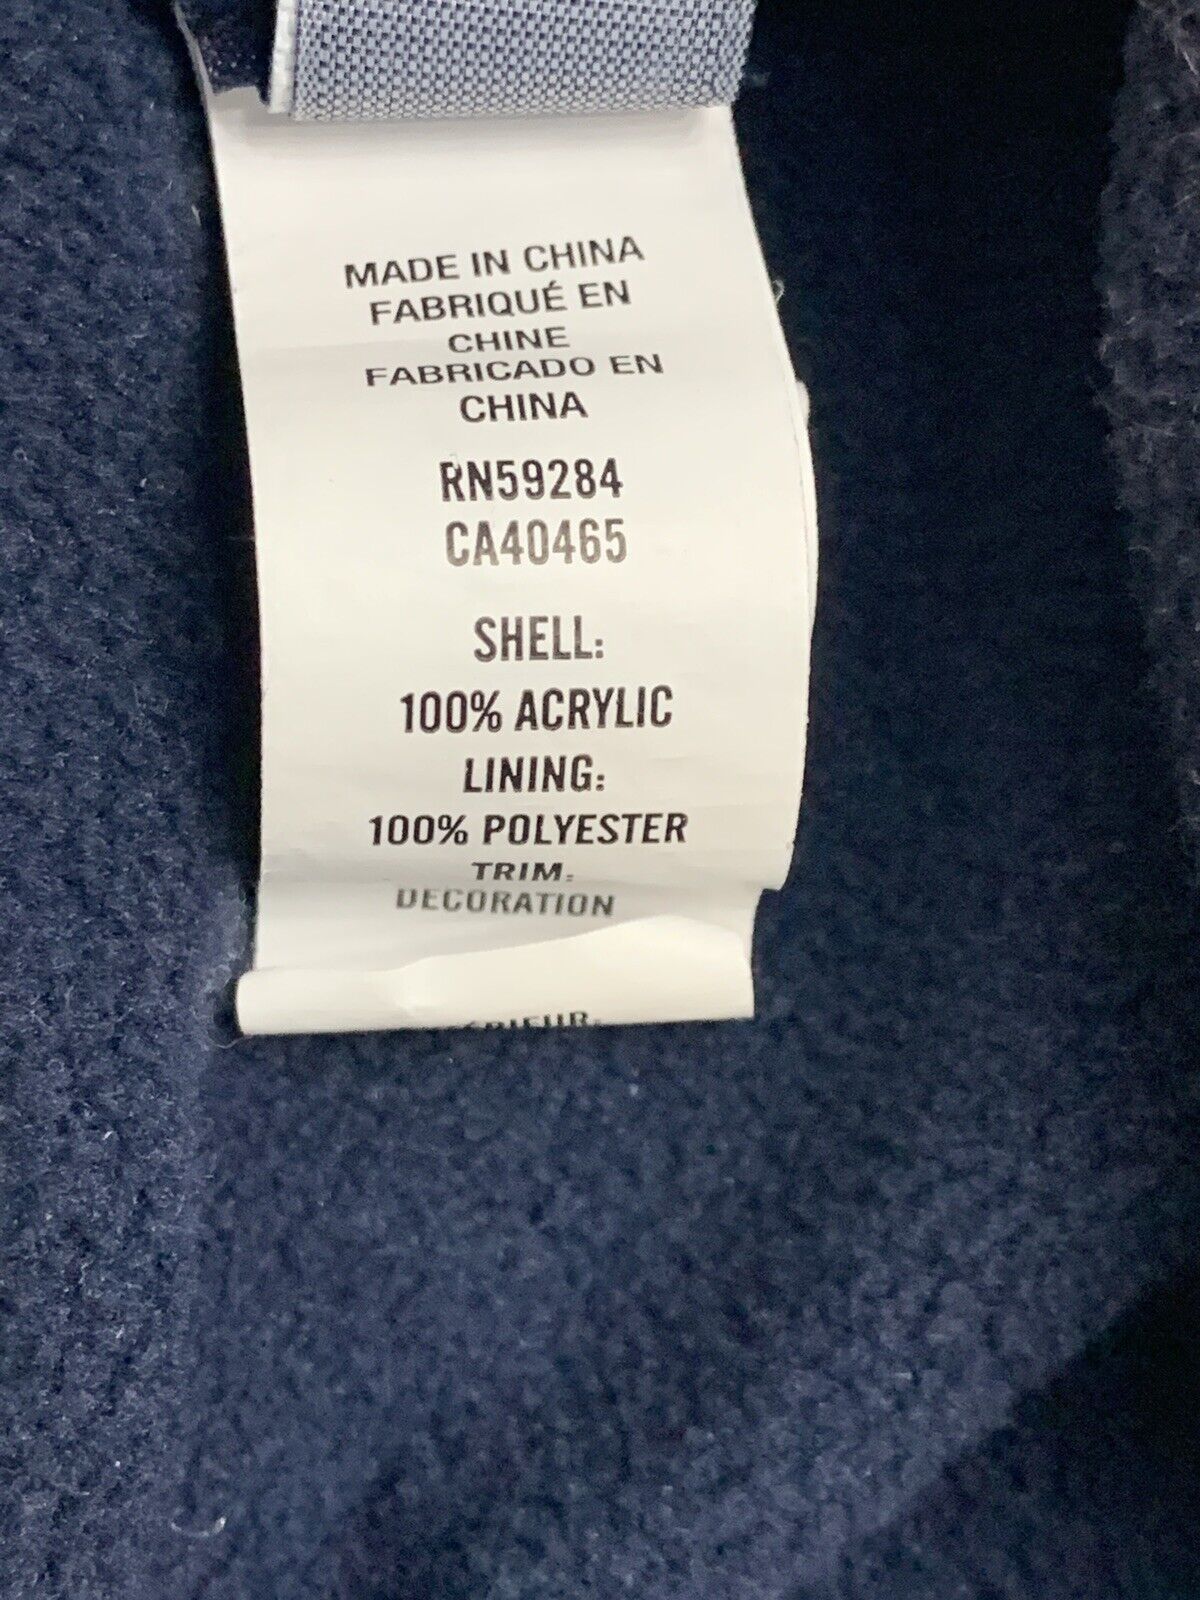 MADE IN CHINA
FABRIQUÉ EN
CHINE
FABRICADO EN
CHINA
RN59284
CA40465
SHELL:
100% ACRYLIC
LINING:
100% POLYESTER
TRIM:
DECORATION